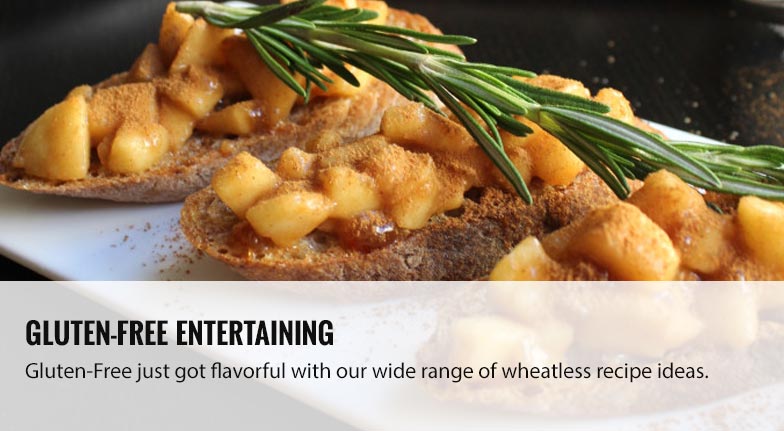 GLUTEN-FREE ENTERTAINING
Gluten-Free just got flavorful with our wide range of wheatless recipe ideas.